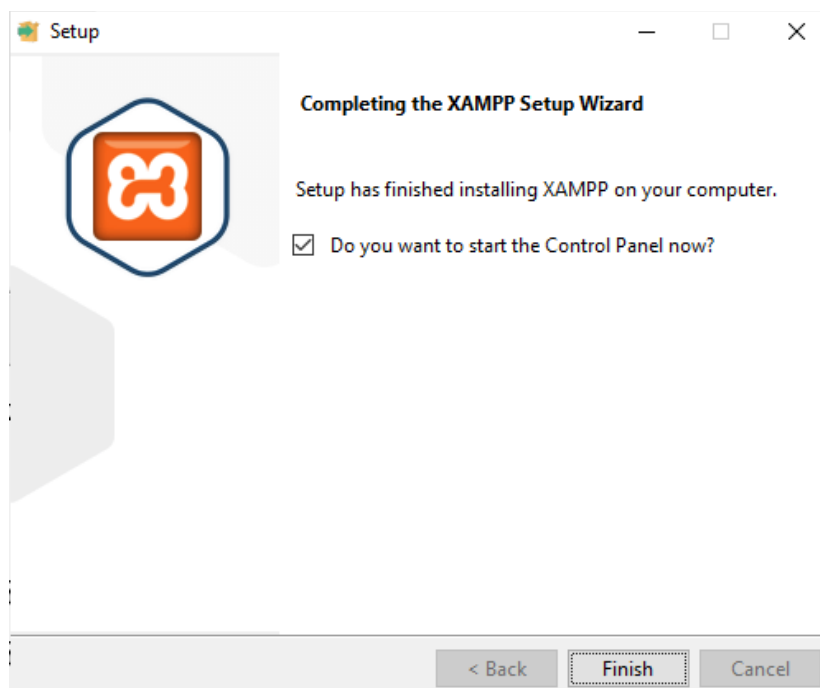 Setup
Completing the XAMPP Setup Wizard
Setup has finished installing XAMPP on your computer.
Do you want to start the Control Panel now?
< Back
Finish
Cancel